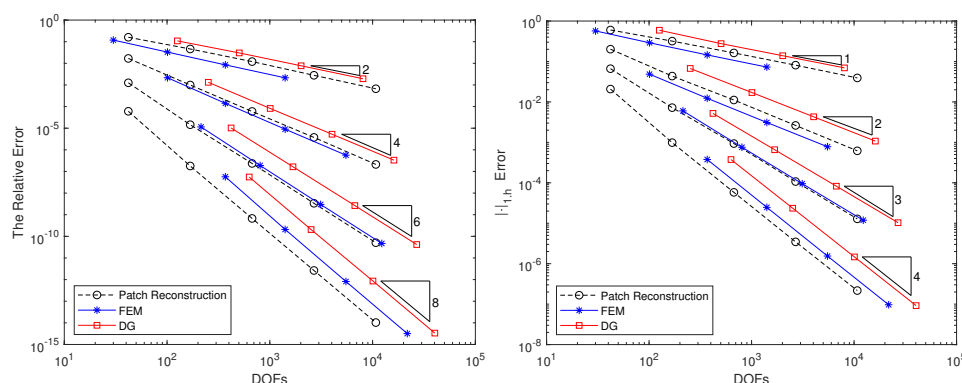 The Relative Error
10^0
10^-5
10^-10
10^-15
10^1
10^2
10^3
10^4
10^5
DOFs
2
4
6
8
Patch Reconstruction
FEM
DG
|·|_{1,h} Error
10^0
10^-2
10^-4
10^-6
10^-8
10^1
10^2
10^3
10^4
10^5
DOFs
1
2
3
4
Patch Reconstruction
FEM
DG